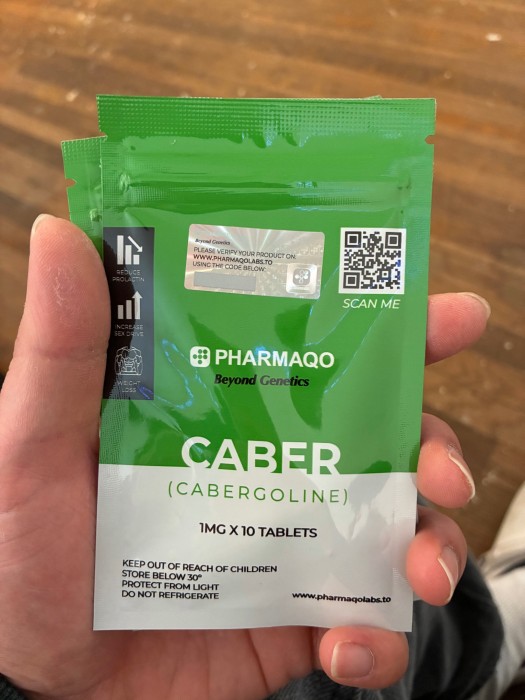 Beyond Genetics
PLEASE VERIFY YOUR PRODUCT ON:
WWW.PHARMAQOLABS.TO
USING THE CODE BELOW:
SCAN ME
REDUCE
PROLACTIN
INCREASE
SEX DRIVE
WEIGHT
LOSS
PHARMAQO
Beyond Genetics
CABER
(CABERGOLINE)
1MG X 10 TABLETS
KEEP OUT OF REACH OF CHILDREN
STORE BELOW 30°
PROTECT FROM LIGHT
DO NOT REFRIGERATE
www.pharmaqolabs.to